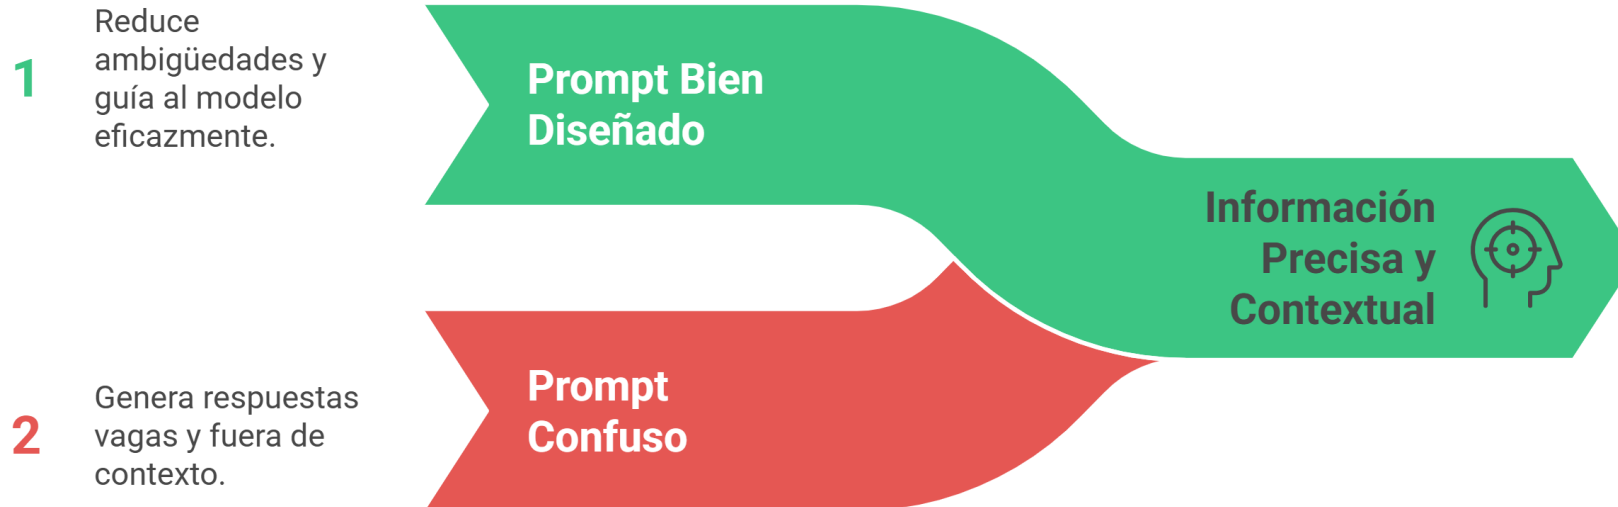 1
Reduce
ambigüedades y
guía al modelo
eficazmente.
Prompt Bien
Diseñado
Información
Precisa y
Contextual
2
Genera respuestas
vagas y fuera de
contexto.
Prompt
Confuso